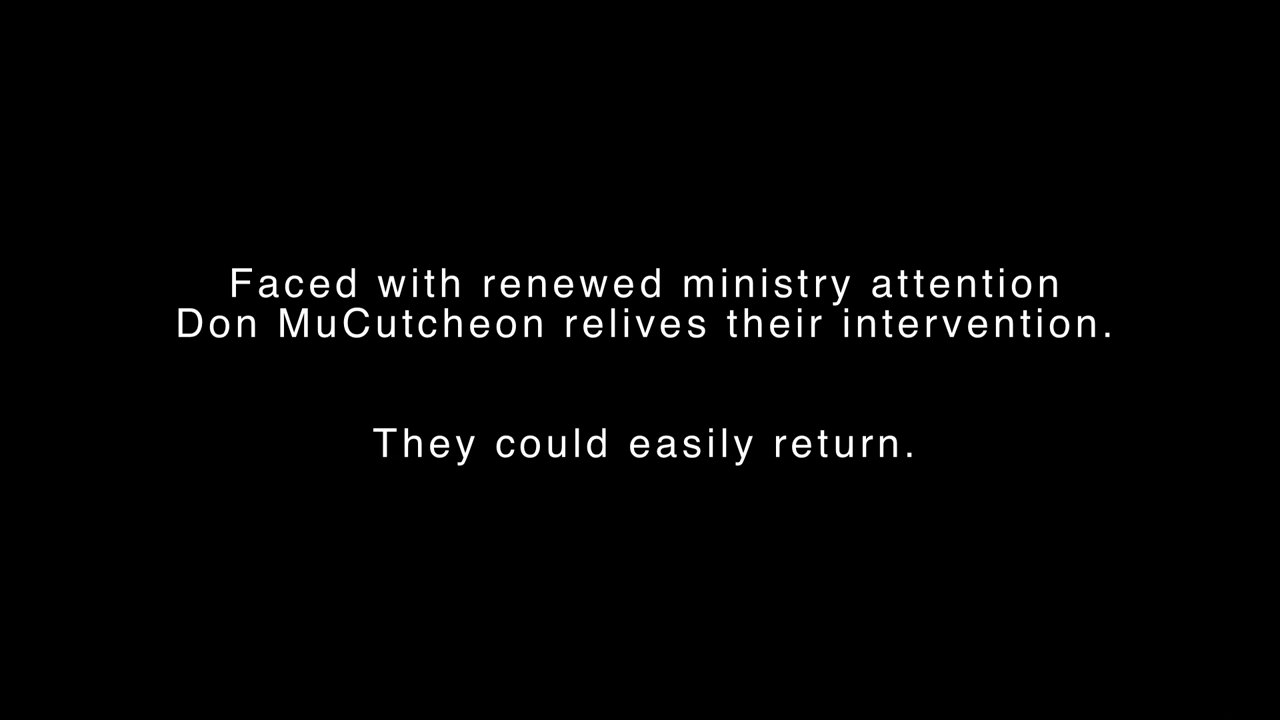 Faced with renewed ministry attention
Don MuCutcheon relives their intervention.
They could easily return.